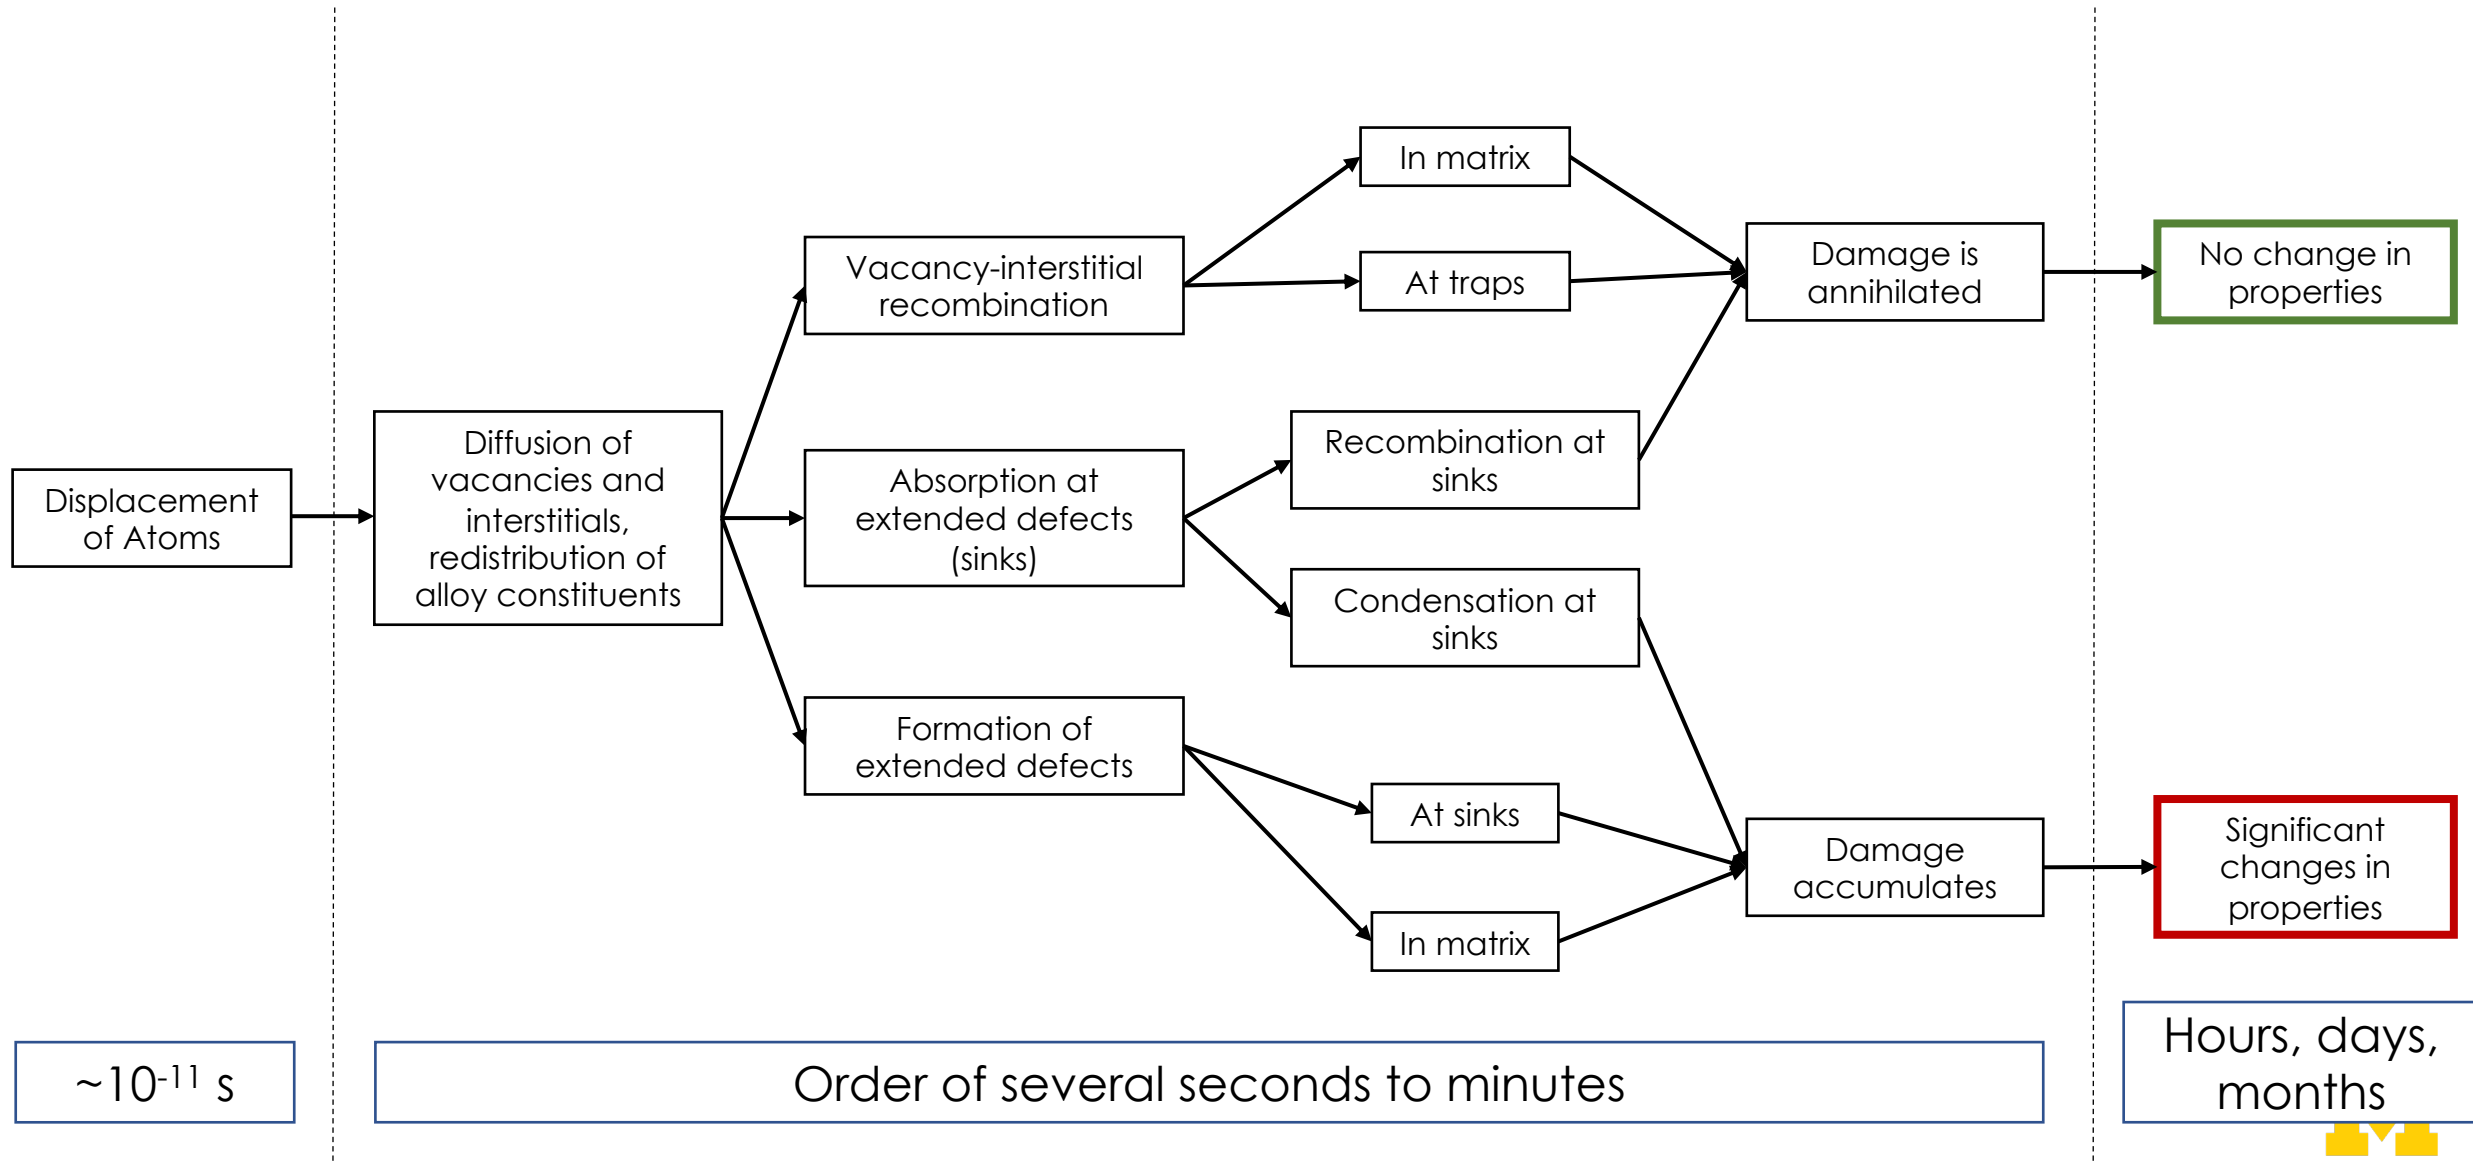 Displacement
of Atoms
Diffusion of
vacancies and
interstitials,
redistribution of
alloy constituents
Vacancy-interstitial
recombination
Absorption at
extended defects
(sinks)
Formation of
extended defects
In matrix
At traps
Recombination at
sinks
Condensation at
sinks
At sinks
In matrix
Damage is
annihilated
Damage
accumulates
No change in
properties
Significant
changes in
properties
~10⁻¹¹ s
Order of several seconds to minutes
Hours, days,
months